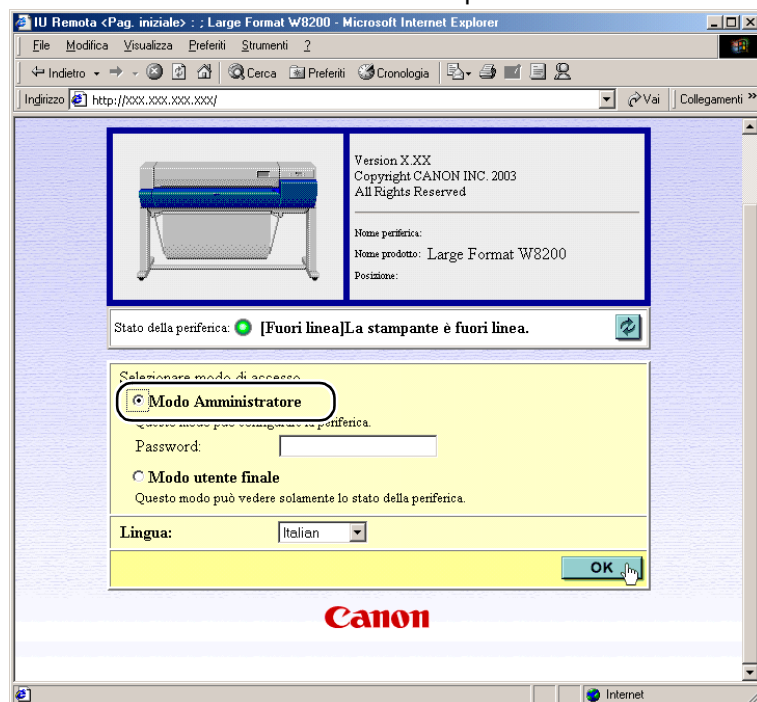 IU Remota <Pag. iniziale> : ; Large Format W8200 - Microsoft Internet Explorer
File Modifica Visualizza Preferiti Strumenti ?
Indietro Cerca Preferiti Cronologia
Indirizzo http://XXX.XXX.XXX.XXX/ Vai Collegamenti »
Version X.XX
Copyright CANON INC. 2003
All Rights Reserved
Nome periferica:
Nome prodotto: Large Format W8200
Posizione:
Stato della periferica: [Fuori linea]La stampante è fuori linea.
Selezionare modo di accesso
Modo Amministratore
Questo modo può configurare la periferica.
Password:
Modo utente finale
Questo modo può vedere solamente lo stato della periferica.
Lingua: Italian
OK
Canon
Internet